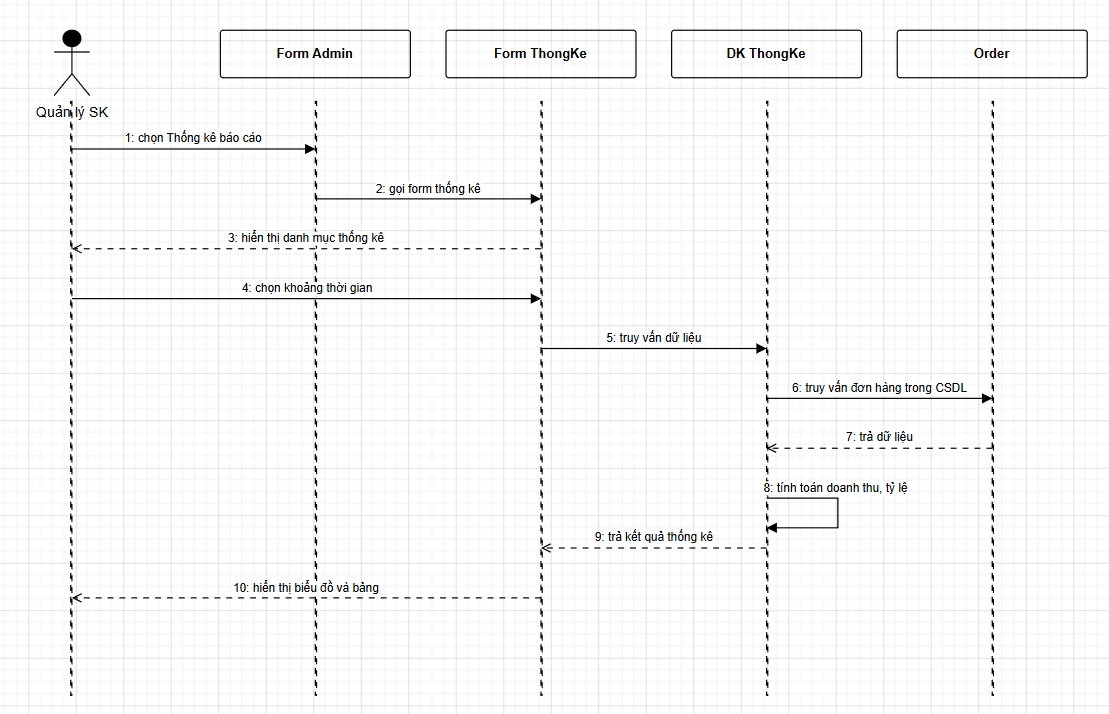 Form Admin
Form ThongKe
DK ThongKe
Order
Quản lý SK
1: chọn Thống kê báo cáo
2: gọi form thống kê
3: hiển thị danh mục thống kê
4: chọn khoảng thời gian
5: truy vấn dữ liệu
6: truy vấn đơn hàng trong CSDL
7: trả dữ liệu
8: tính toán doanh thu, tỷ lệ
9: trả kết quả thống kê
10: hiển thị biểu đồ và bảng